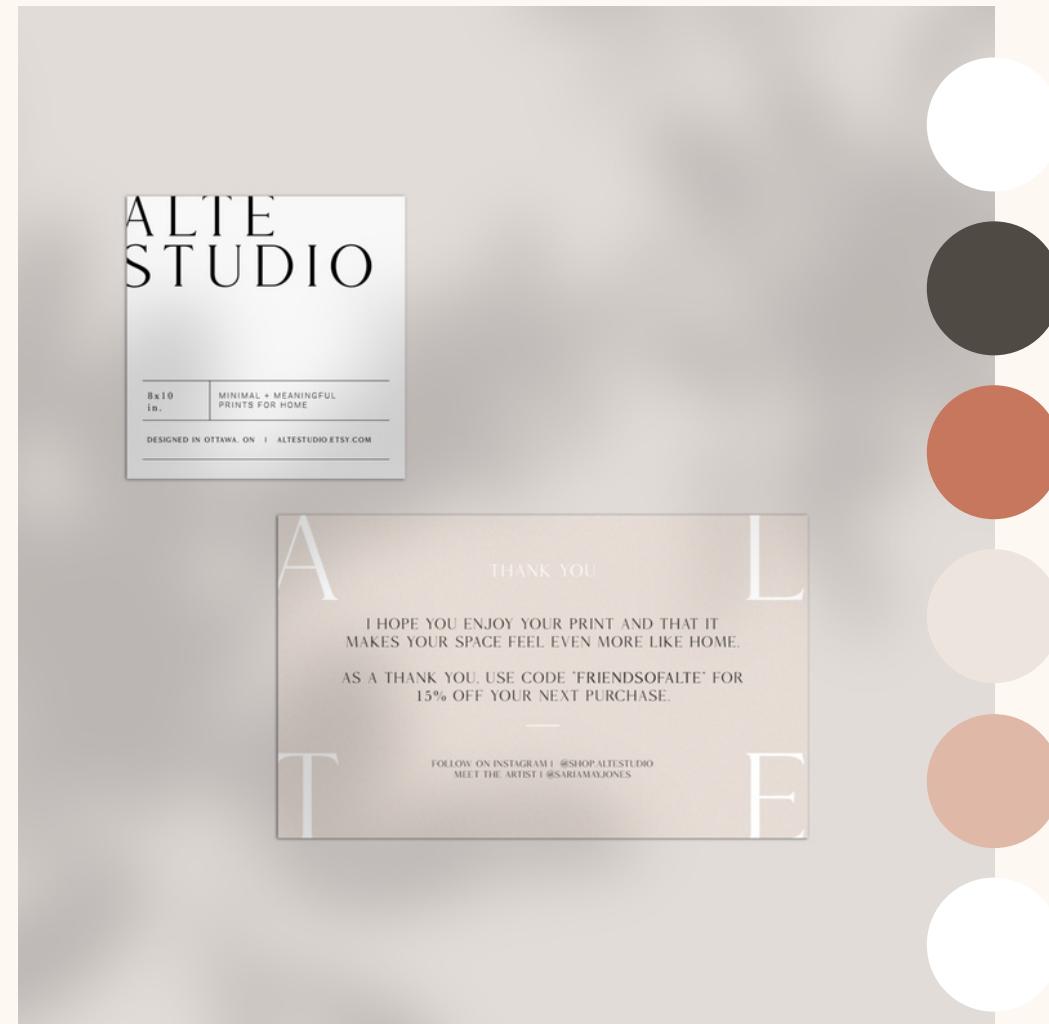 ALTE
STUDIO
8x10
in.
MINIMAL + MEANINGFUL
PRINTS FOR HOME
DESIGNED IN OTTAWA, ON | ALTESTUDIO.ETSY.COM
A L
THANK YOU
I HOPE YOU ENJOY YOUR PRINT AND THAT IT
MAKES YOUR SPACE FEEL EVEN MORE LIKE HOME.
AS A THANK YOU, USE CODE "FRIENDSOFALTE" FOR
15% OFF YOUR NEXT PURCHASE.
T E
FOLLOW ON INSTAGRAM | @SHOP.ALTESTUDIO
MEET THE ARTIST | @SARIAMAYJONES